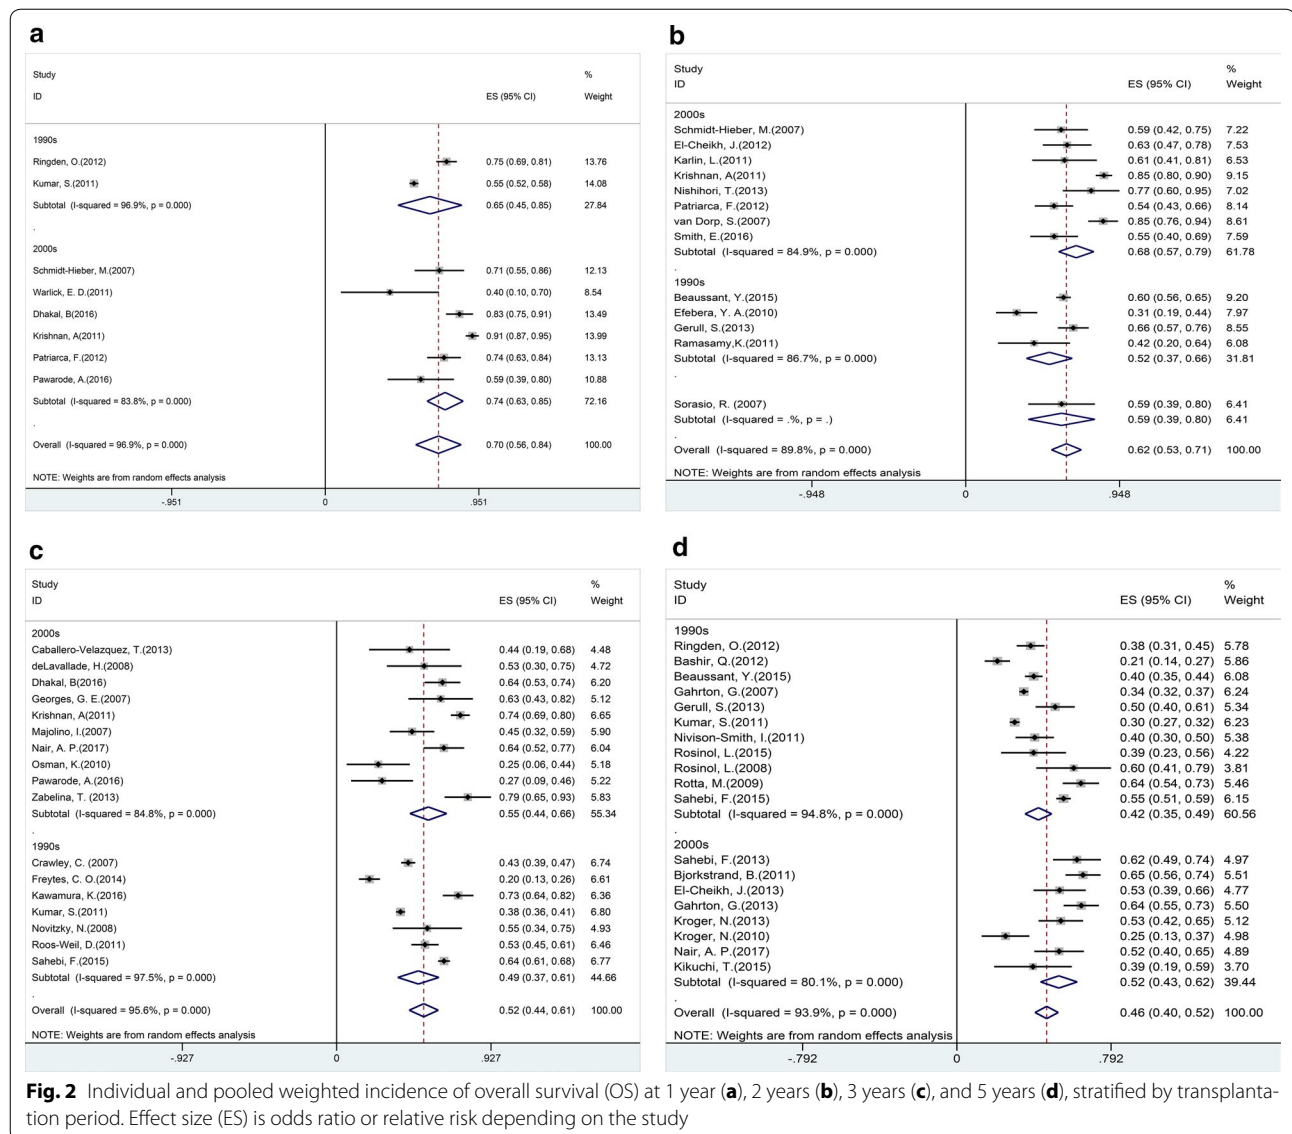 a
Study %
ID ES (95% CI) Weight
1990s
Ringden, O.(2012) 0.75 (0.69, 0.81) 13.76
Kumar, S.(2011) 0.55 (0.52, 0.58) 14.08
Subtotal (I-squared = 96.9%, p = 0.000) 0.65 (0.45, 0.85) 27.84
.
2000s
Schmidt-Hieber, M.(2007) 0.71 (0.55, 0.86) 12.13
Warlick, E. D.(2011) 0.40 (0.10, 0.70) 8.54
Dhakal, B(2016) 0.83 (0.75, 0.91) 13.49
Krishnan, A(2011) 0.91 (0.87, 0.95) 13.99
Patriarca, F.(2012) 0.74 (0.63, 0.84) 13.13
Pawarode, A.(2016) 0.59 (0.39, 0.80) 10.88
Subtotal (I-squared = 83.8%, p = 0.000) 0.74 (0.63, 0.85) 72.16
.
Overall (I-squared = 96.9%, p = 0.000) 0.70 (0.56, 0.84) 100.00
NOTE: Weights are from random effects analysis
-.951 0 .951
b
Study %
ID ES (95% CI) Weight
2000s
Schmidt-Hieber, M.(2007) 0.59 (0.42, 0.75) 7.22
El-Cheikh, J.(2012) 0.63 (0.47, 0.78) 7.53
Karlin, L.(2011) 0.61 (0.41, 0.81) 6.53
Krishnan, A(2011) 0.85 (0.80, 0.90) 9.15
Nishihori, T.(2013) 0.77 (0.60, 0.95) 7.02
Patriarca, F.(2012) 0.54 (0.43, 0.66) 8.14
van Dorp, S.(2007) 0.85 (0.76, 0.94) 8.61
Smith, E.(2016) 0.55 (0.40, 0.69) 7.59
Subtotal (I-squared = 84.9%, p = 0.000) 0.68 (0.57, 0.79) 61.78
.
1990s
Beaussant, Y.(2015) 0.60 (0.56, 0.65) 9.20
Efebera, Y. A.(2010) 0.31 (0.19, 0.44) 7.97
Gerull, S.(2013) 0.66 (0.57, 0.76) 8.55
Ramasamy,K.(2011) 0.42 (0.20, 0.64) 6.08
Subtotal (I-squared = 86.7%, p = 0.000) 0.52 (0.37, 0.66) 31.81
.
Sorasio, R. (2007) 0.59 (0.39, 0.80) 6.41
Subtotal (I-squared = .%, p = .) 0.59 (0.39, 0.80) 6.41
.
Overall (I-squared = 89.8%, p = 0.000) 0.62 (0.53, 0.71) 100.00
NOTE: Weights are from random effects analysis
-.948 0 .948
c
Study %
ID ES (95% CI) Weight
2000s
Caballero-Velazquez, T.(2013) 0.44 (0.19, 0.68) 4.48
deLavallade, H.(2008) 0.53 (0.30, 0.75) 4.72
Dhakal, B(2016) 0.64 (0.53, 0.74) 6.20
Georges, G. E.(2007) 0.63 (0.43, 0.82) 5.12
Krishnan, A(2011) 0.74 (0.69, 0.80) 6.65
Majolino, I.(2007) 0.45 (0.32, 0.59) 5.90
Nair, A. P.(2017) 0.64 (0.52, 0.77) 6.04
Osman, K.(2010) 0.25 (0.06, 0.44) 5.18
Pawarode, A.(2016) 0.27 (0.09, 0.46) 5.22
Zabelina, T. (2013) 0.79 (0.65, 0.93) 5.83
Subtotal (I-squared = 84.8%, p = 0.000) 0.55 (0.44, 0.66) 55.34
.
1990s
Crawley, C. (2007) 0.43 (0.39, 0.47) 6.74
Freytes, C. O.(2014) 0.20 (0.13, 0.26) 6.61
Kawamura, K.(2016) 0.73 (0.64, 0.82) 6.36
Kumar, S.(2011) 0.38 (0.36, 0.41) 6.80
Novitzky, N.(2008) 0.55 (0.34, 0.75) 4.93
Roos-Weil, D.(2011) 0.53 (0.45, 0.61) 6.46
Sahebi, F.(2015) 0.64 (0.61, 0.68) 6.77
Subtotal (I-squared = 97.5%, p = 0.000) 0.49 (0.37, 0.61) 44.66
.
Overall (I-squared = 95.6%, p = 0.000) 0.52 (0.44, 0.61) 100.00
NOTE: Weights are from random effects analysis
-.927 0 .927
d
Study %
ID ES (95% CI) Weight
1990s
Ringden, O.(2012) 0.38 (0.31, 0.45) 5.78
Bashir, Q.(2012) 0.21 (0.14, 0.27) 5.86
Beaussant, Y.(2015) 0.40 (0.35, 0.44) 6.08
Gahrton, G.(2007) 0.34 (0.32, 0.37) 6.24
Gerull, S.(2013) 0.50 (0.40, 0.61) 5.34
Kumar, S.(2011) 0.30 (0.27, 0.32) 6.23
Nivison-Smith, I.(2011) 0.40 (0.30, 0.50) 5.38
Rosinol, L.(2015) 0.39 (0.23, 0.56) 4.22
Rosinol, L.(2008) 0.60 (0.41, 0.79) 3.81
Rotta, M.(2009) 0.64 (0.54, 0.73) 5.46
Sahebi, F.(2015) 0.55 (0.51, 0.59) 6.15
Subtotal (I-squared = 94.8%, p = 0.000) 0.42 (0.35, 0.49) 60.56
.
2000s
Sahebi, F.(2013) 0.62 (0.49, 0.74) 4.97
Bjorkstrand, B.(2011) 0.65 (0.56, 0.74) 5.51
El-Cheikh, J.(2013) 0.53 (0.39, 0.66) 4.77
Gahrton, G.(2013) 0.64 (0.55, 0.73) 5.50
Kroger, N.(2013) 0.53 (0.42, 0.65) 5.12
Kroger, N.(2010) 0.25 (0.13, 0.37) 4.98
Nair, A. P.(2017) 0.52 (0.40, 0.65) 4.89
Kikuchi, T.(2015) 0.39 (0.19, 0.59) 3.70
Subtotal (I-squared = 80.1%, p = 0.000) 0.52 (0.43, 0.62) 39.44
.
Overall (I-squared = 93.9%, p = 0.000) 0.46 (0.40, 0.52) 100.00
NOTE: Weights are from random effects analysis
-.792 0 .792
Fig. 2 Individual and pooled weighted incidence of overall survival (OS) at 1 year (a), 2 years (b), 3 years (c), and 5 years (d), stratified by transplanta-
tion period. Effect size (ES) is odds ratio or relative risk depending on the study